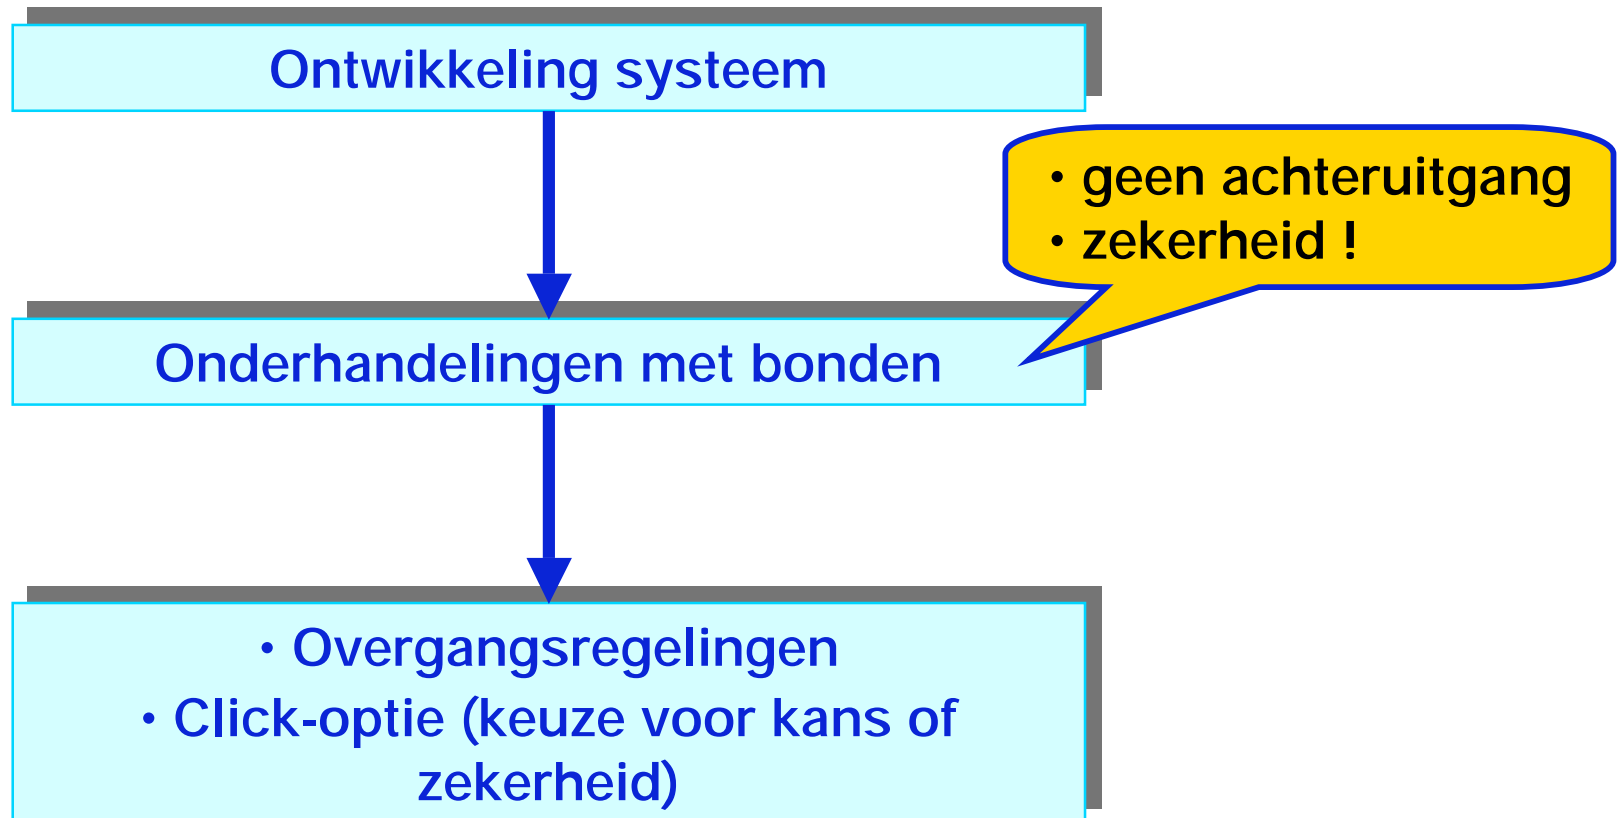 Ontwikkeling systeem
• geen achteruitgang
• zekerheid !
Onderhandelingen met bonden
• Overgangsregelingen
• Click-optie (keuze voor kans of
zekerheid)